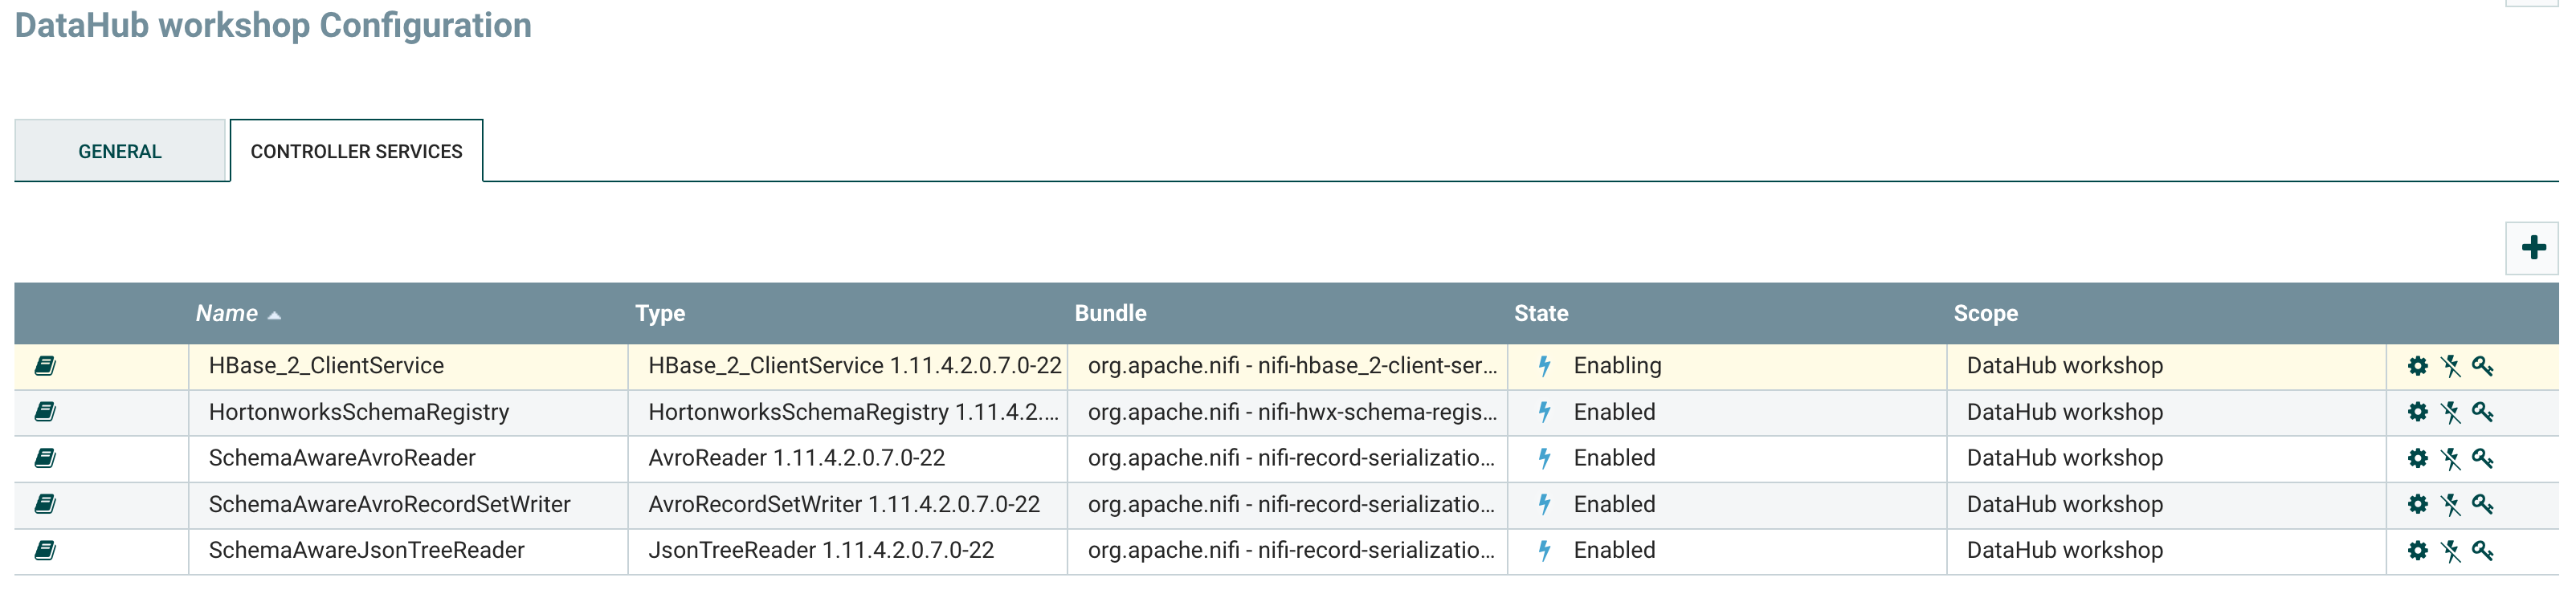 DataHub workshop Configuration
GENERAL CONTROLLER SERVICES
Name Type Bundle State Scope
HBase_2_ClientService HBase_2_ClientService 1.11.4.2.0.7.0-22 org.apache.nifi - nifi-hbase_2-client-ser... Enabling DataHub workshop
HortonworksSchemaRegistry HortonworksSchemaRegistry 1.11.4.2.... org.apache.nifi - nifi-hwx-schema-regis... Enabled DataHub workshop
SchemaAwareAvroReader AvroReader 1.11.4.2.0.7.0-22 org.apache.nifi - nifi-record-serializatio... Enabled DataHub workshop
SchemaAwareAvroRecordSetWriter AvroRecordSetWriter 1.11.4.2.0.7.0-22 org.apache.nifi - nifi-record-serializatio... Enabled DataHub workshop
SchemaAwareJsonTreeReader JsonTreeReader 1.11.4.2.0.7.0-22 org.apache.nifi - nifi-record-serializatio... Enabled DataHub workshop